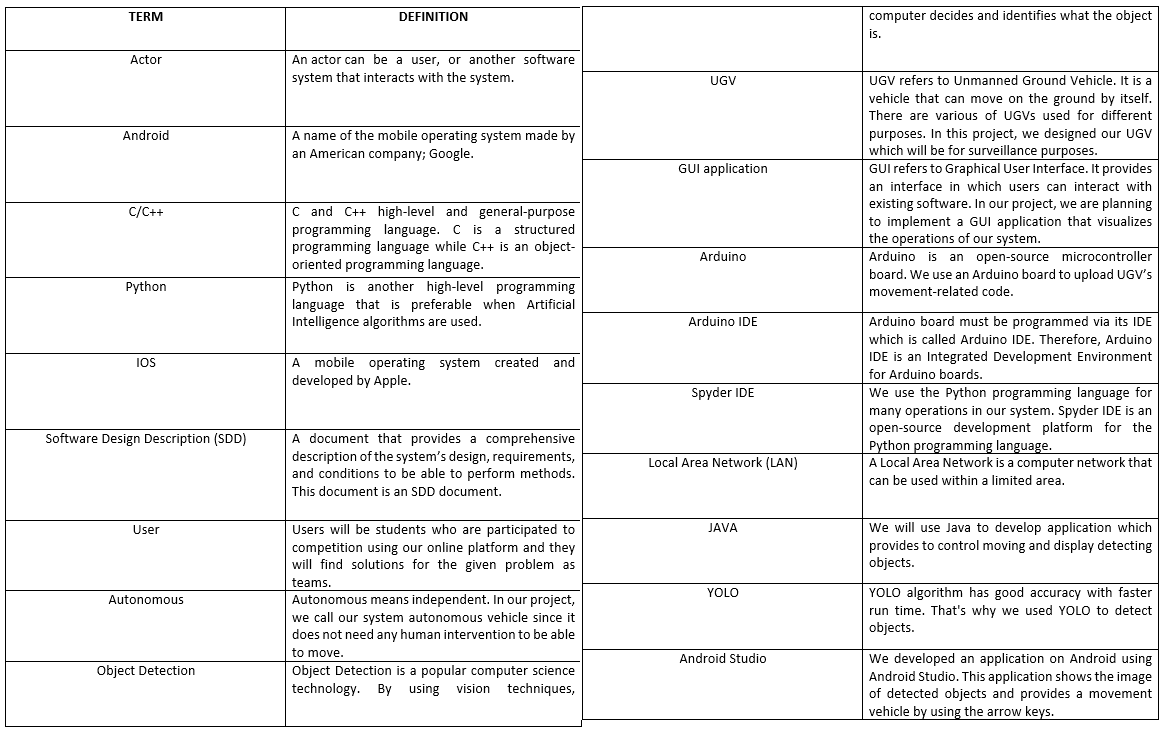 TERM DEFINITION
Actor An actor can be a user, or another software
system that interacts with the system.
Android A name of the mobile operating system made by
an American company; Google.
C/C++ C and C++ high-level and general-purpose
programming language. C is a structured
programming language while C++ is an object-
oriented programming language.
Python Python is another high-level programming
language that is preferable when Artificial
Intelligence algorithms are used.
IOS A mobile operating system created and
developed by Apple.
Software Design Description (SDD) A document that provides a comprehensive
description of the system's design, requirements,
and conditions to be able to perform methods.
This document is an SDD document.
User Users will be students who are participated to
competition using our online platform and they
will find solutions for the given problem as
teams.
Autonomous Autonomous means independent. In our project,
we call our system autonomous vehicle since it
does not need any human intervention to be able
to move.
Object Detection Object Detection is a popular computer science
technology. By using vision techniques,
computer decides and identifies what the object
is.
UGV UGV refers to Unmanned Ground Vehicle. It is a
vehicle that can move on the ground by itself.
There are various of UGVs used for different
purposes. In this project, we designed our UGV
which will be for surveillance purposes.
GUI application GUI refers to Graphical User Interface. It provides
an interface in which users can interact with
existing software. In our project, we are planning
to implement a GUI application that visualizes
the operations of our system.
Arduino Arduino is an open-source microcontroller
board. We use an Arduino board to upload UGV's
movement-related code.
Arduino IDE Arduino board must be programmed via its IDE
which is called Arduino IDE. Therefore, Arduino
IDE is an Integrated Development Environment
for Arduino boards.
Spyder IDE We use the Python programming language for
many operations in our system. Spyder IDE is an
open-source development platform for the
Python programming language.
Local Area Network (LAN) A Local Area Network is a computer network that
can be used within a limited area.
JAVA We will use Java to develop application which
provides to control moving and display detecting
objects.
YOLO YOLO algorithm has good accuracy with faster
run time. That's why we used YOLO to detect
objects.
Android Studio We developed an application on Android using
Android Studio. This application shows the image
of detected objects and provides a movement
vehicle by using the arrow keys.